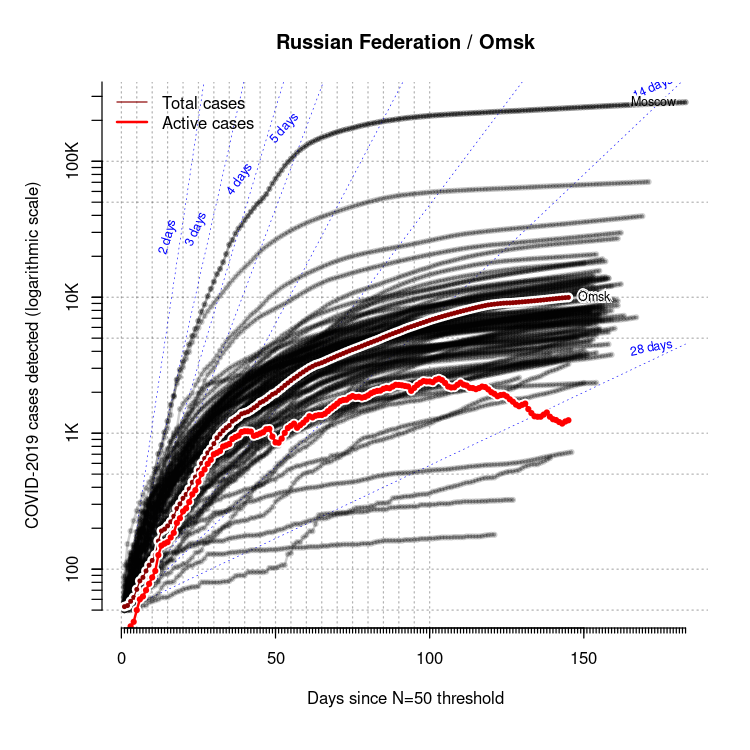 Russian Federation / Omsk
Total cases
Active cases
2 days
3 days
4 days
5 days
14 days
28 days
Moscow
Omsk
COVID-2019 cases detected (logarithmic scale)
100K
10K
1K
100
0
50
100
150
Days since N=50 threshold